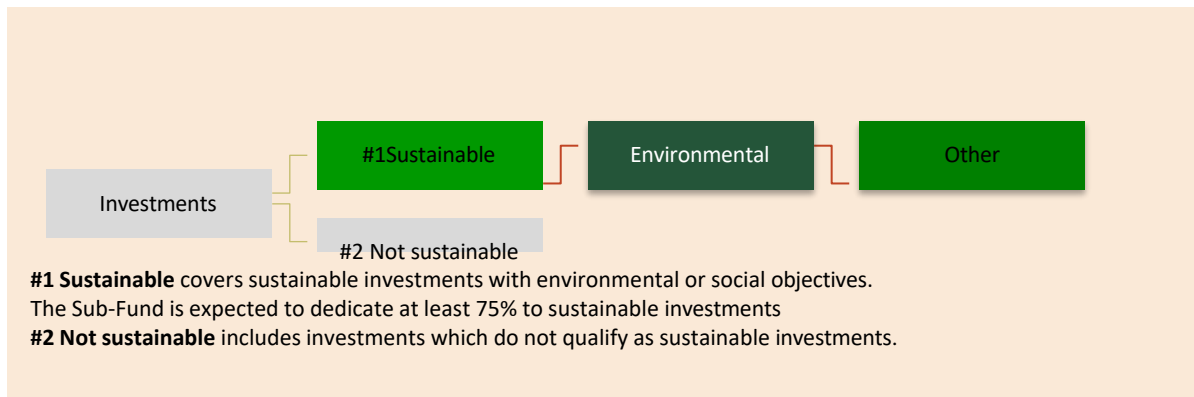 #1Sustainable
Environmental
Other
Investments
#2 Not sustainable
#1 Sustainable covers sustainable investments with environmental or social objectives.
The Sub-Fund is expected to dedicate at least 75% to sustainable investments
#2 Not sustainable includes investments which do not qualify as sustainable investments.